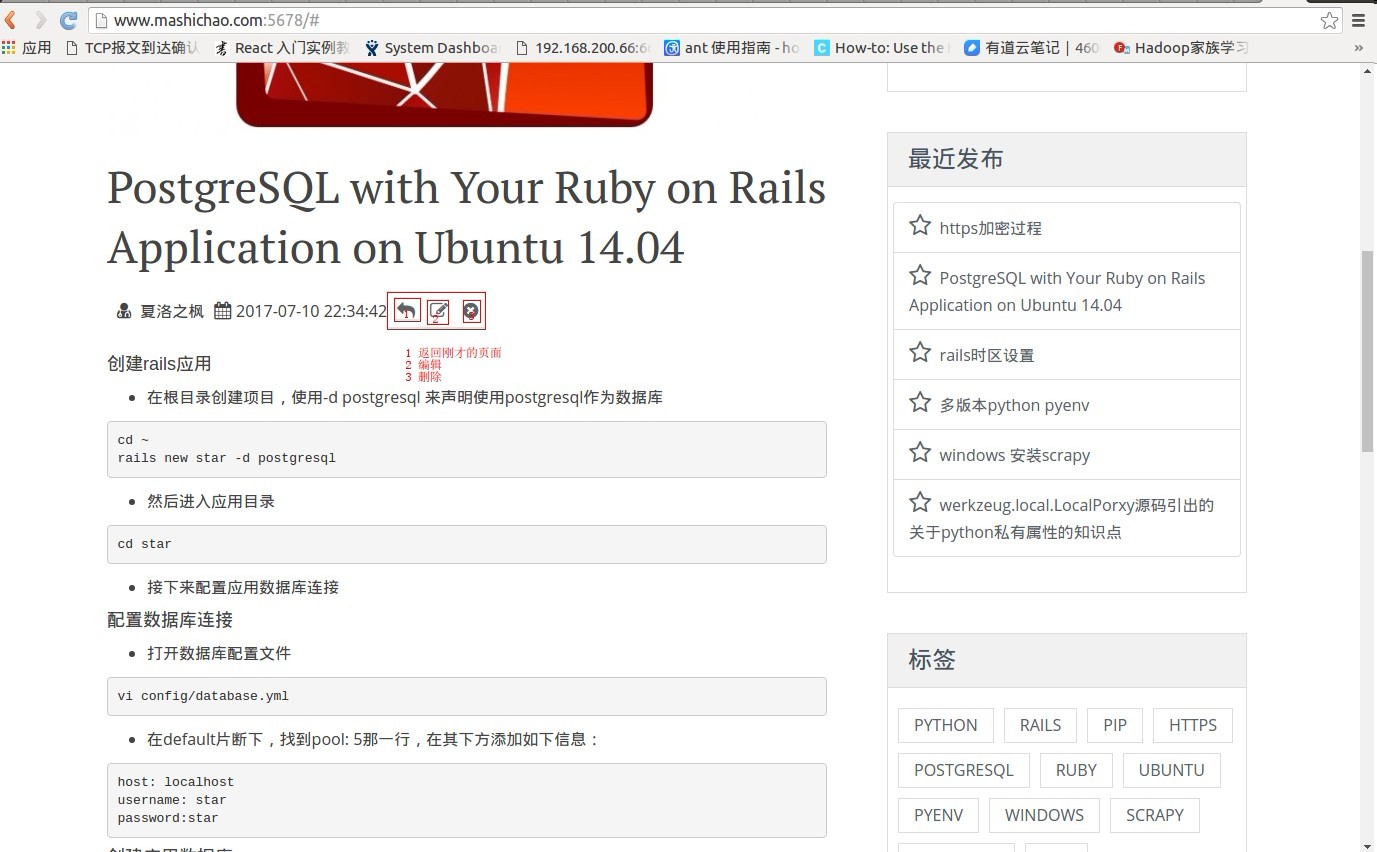 www.mashichao.com:5678/#
应用 TCP报文到达确认 React 入门实例教 System Dashboa 192.168.200.66:6 ant 使用指南 - ho How-to: Use the 有道云笔记 | 460 Hadoop家族学习 »
PostgreSQL with Your Ruby on Rails
Application on Ubuntu 14.04
夏洛之枫 2017-07-10 22:34:42 1 2 3
1 返回刚才的页面
2 编辑
3 删除
创建rails应用
• 在根目录创建项目，使用-d postgresql 来声明使用postgresql作为数据库
cd ~
rails new star -d postgresql
• 然后进入应用目录
cd star
• 接下来配置应用数据库连接
配置数据库连接
• 打开数据库配置文件
vi config/database.yml
• 在default片断下，找到pool: 5那一行，在其下方添加如下信息：
host: localhost
username: star
password:star
最近发布
https加密过程
PostgreSQL with Your Ruby on Rails
Application on Ubuntu 14.04
rails时区设置
多版本python pyenv
windows 安装scrapy
werkzeug.local.LocalPorxy源码引出的
关于python私有属性的知识点
标签
PYTHON RAILS PIP HTTPS
POSTGRESQL RUBY UBUNTU
PYENV WINDOWS SCRAPY